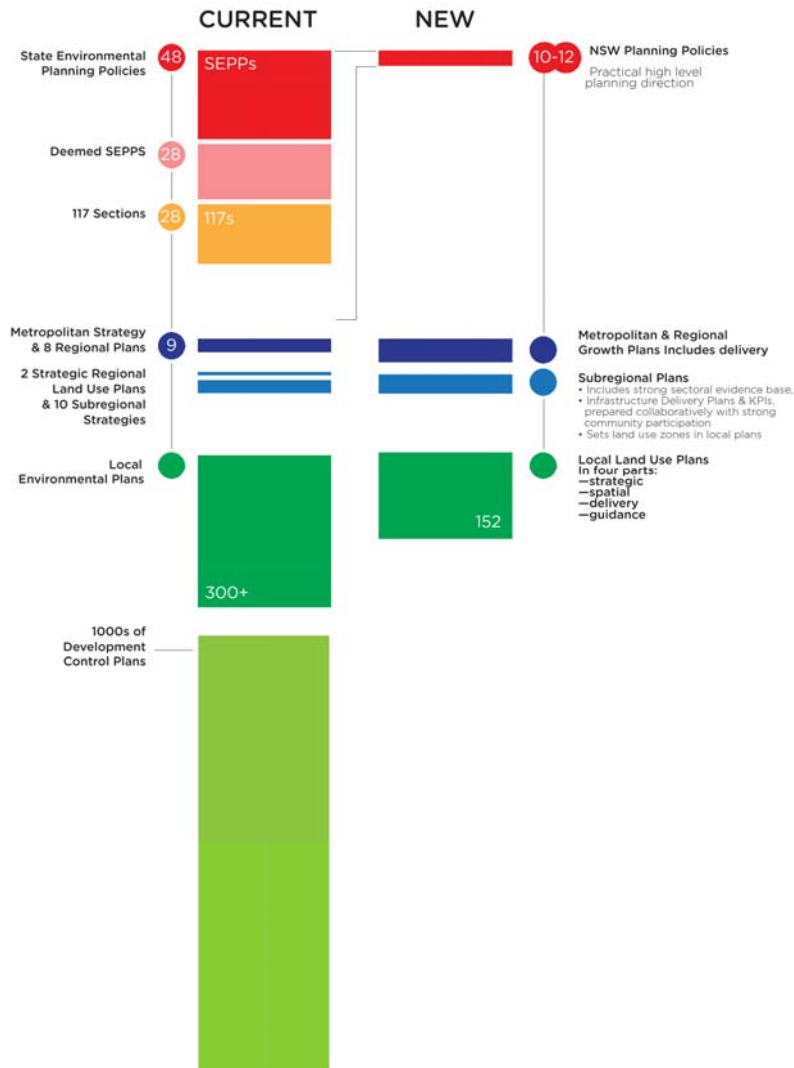 CURRENT
NEW
State Environmental
Planning Policies
48
SEPPs
10-12
NSW Planning Policies
Practical high level
planning direction
Deemed SEPPS
28
117 Sections
28
117s
Metropolitan Strategy
& 8 Regional Plans
9
Metropolitan & Regional
Growth Plans Includes delivery
2 Strategic Regional
Land Use Plans
& 10 Subregional
Strategies
Subregional Plans
• Includes strong sectoral evidence base,
• Infrastructure Delivery Plans & KPIs,
prepared collaboratively with strong
community participation
• Sets land use zones in local plans
Local
Environmental Plans
300+
152
Local Land Use Plans
In four parts:
—strategic
—spatial
—delivery
—guidance
1000s of
Development
Control Plans